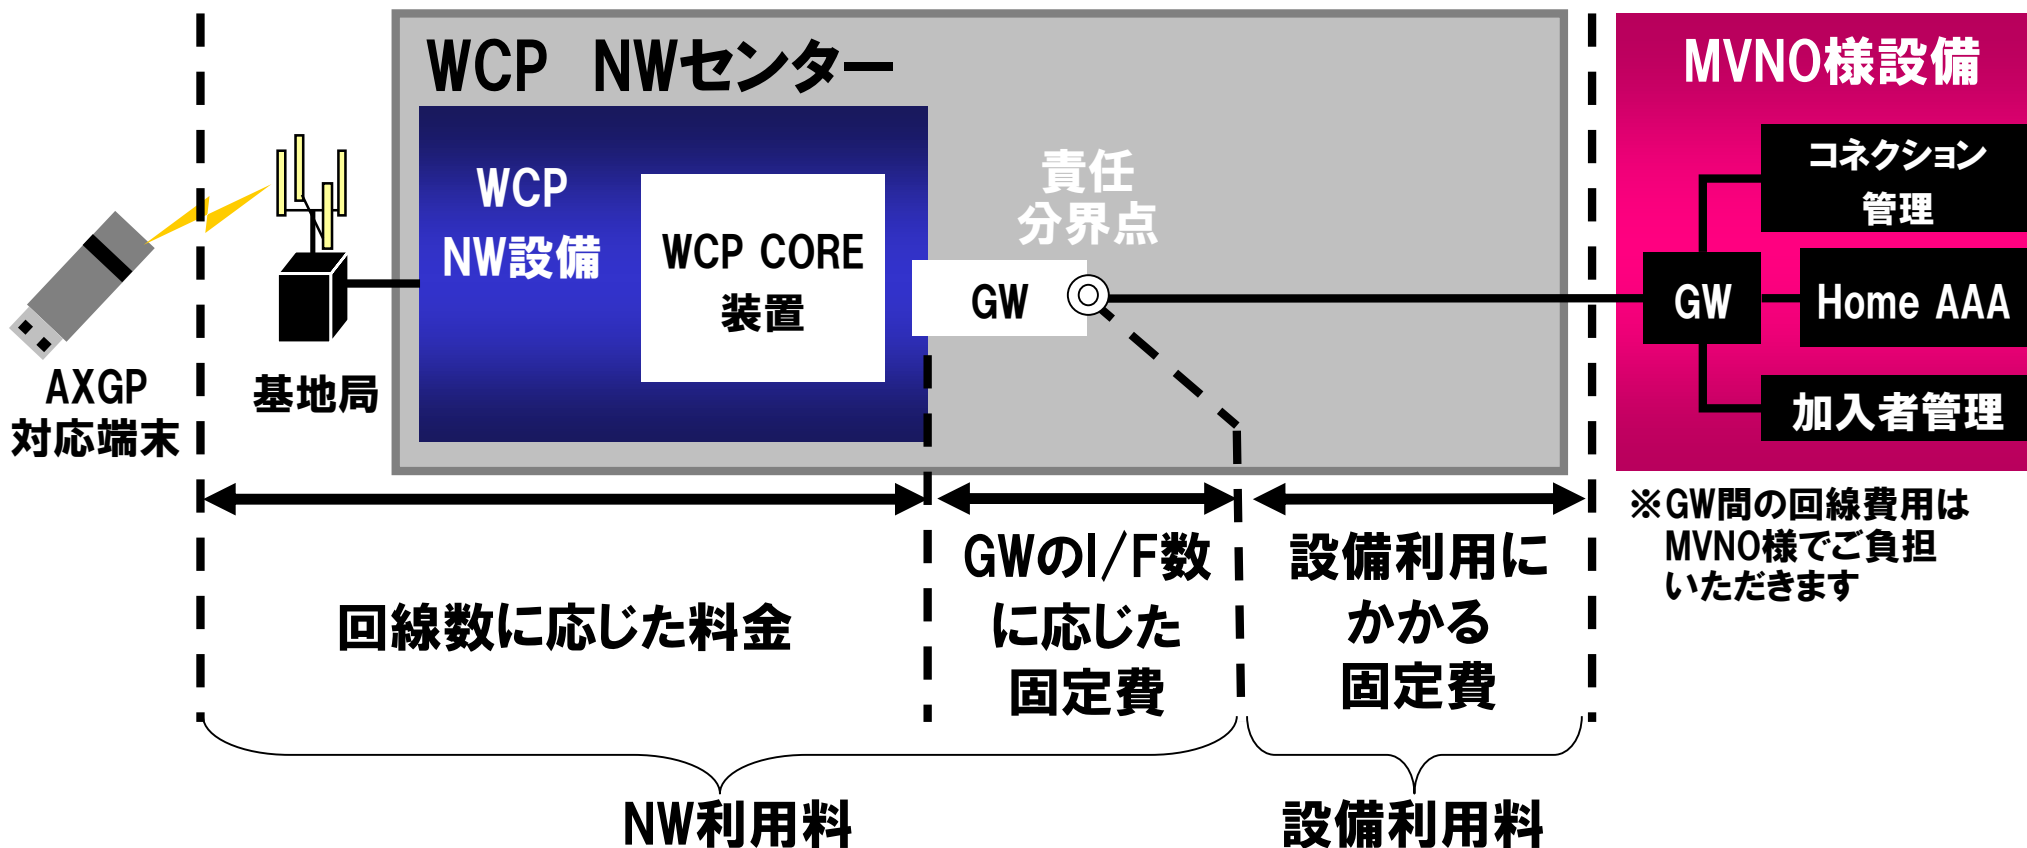 WCP　NWセンター
MVNO様設備
WCP
NW設備
WCP CORE
装置
責任
分界点
GW
コネクション
管理
GW
Home AAA
加入者管理
AXGP
対応端末
基地局
※GW間の回線費用は
MVNO様でご負担
いただきます
回線数に応じた料金
GWのI/F数
に応じた
固定費
設備利用に
かかる
固定費
NW利用料
設備利用料